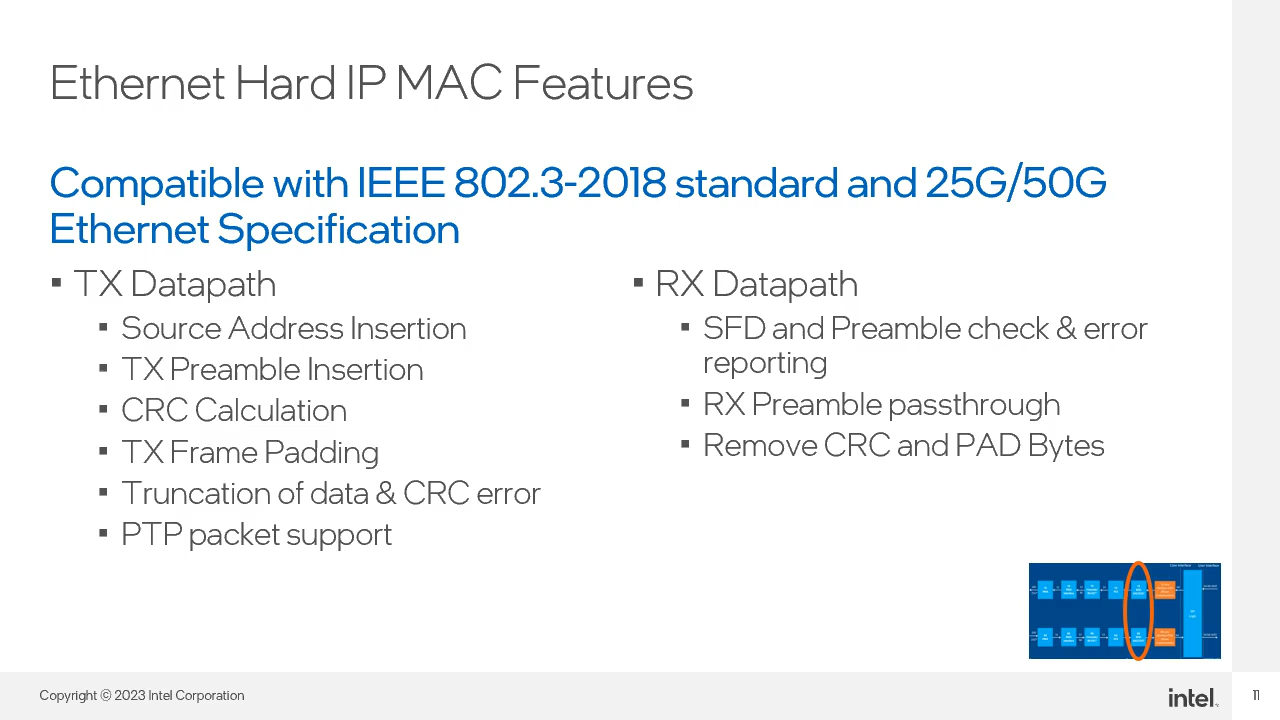 Ethernet Hard IP MAC Features
Compatible with IEEE 802.3-2018 standard and 25G/50G
Ethernet Specification
▪ TX Datapath
▪ Source Address Insertion
▪ TX Preamble Insertion
▪ CRC Calculation
▪ TX Frame Padding
▪ Truncation of data & CRC error
▪ PTP packet support
▪ RX Datapath
▪ SFD and Preamble check & error
reporting
▪ RX Preamble passthrough
▪ Remove CRC and PAD Bytes
Copyright © 2023 Intel Corporation
intel
11